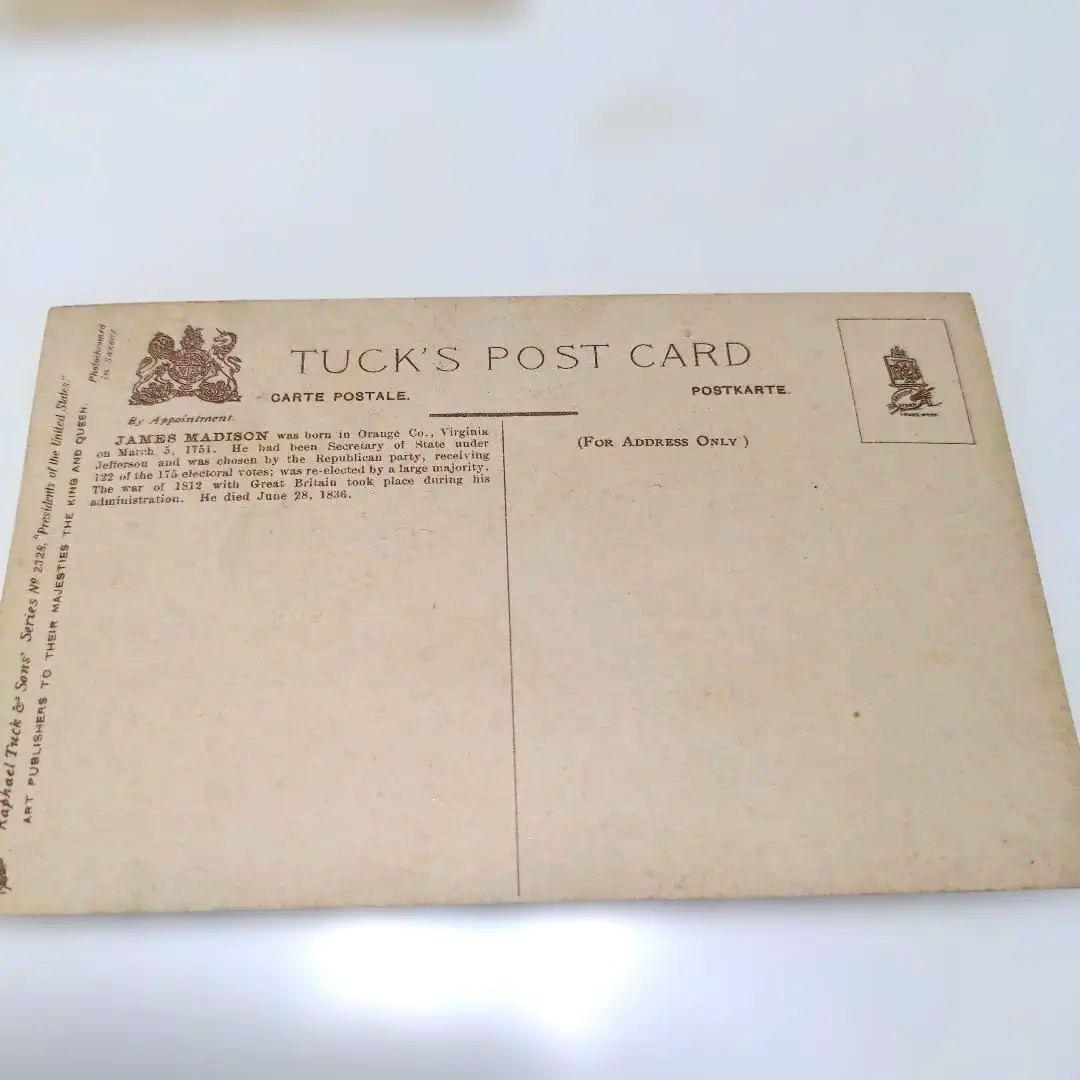 TUCK'S POST CARD
CARTE POSTALE.
POSTKARTE.
By Appointment.
(FOR ADDRESS ONLY)
JAMES MADISON was born in Orange Co., Virginia
on March 5, 1751. He had been Secretary of State under
Jefferson and was chosen by the Republican party, receiving
122 of the 175 electoral votes; was re-elected by a large majority.
The war of 1812 with Great Britain took place during his
administration. He died June 28, 1836.
Raphael Tuck & Sons' Series No 2328, "Presidents of the United States."
ART PUBLISHERS TO THEIR MAJESTIES THE KING AND QUEEN.
Photochromed
in Saxony